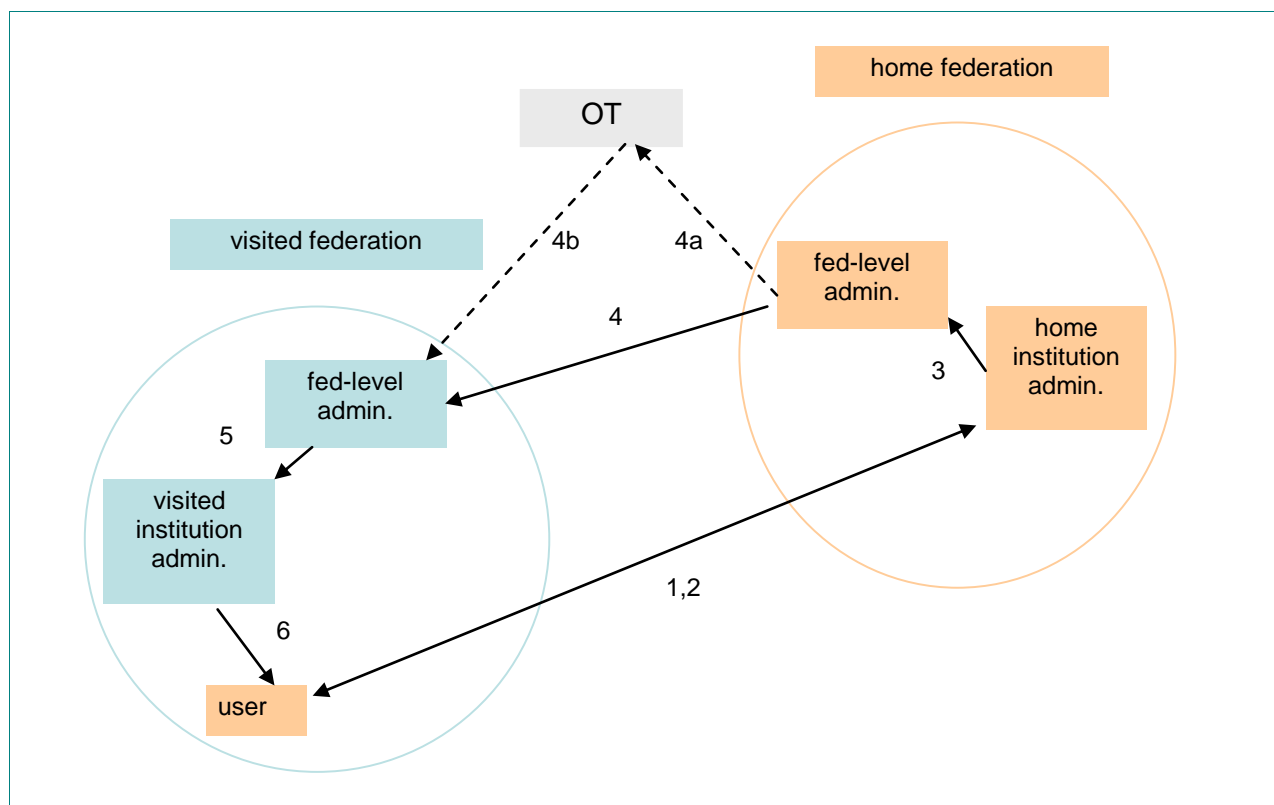 home federation
OT
visited federation
4b
4a
fed-level
admin.
4
home
institution
admin.
3
fed-level
admin.
5
visited
institution
admin.
1,2
6
user